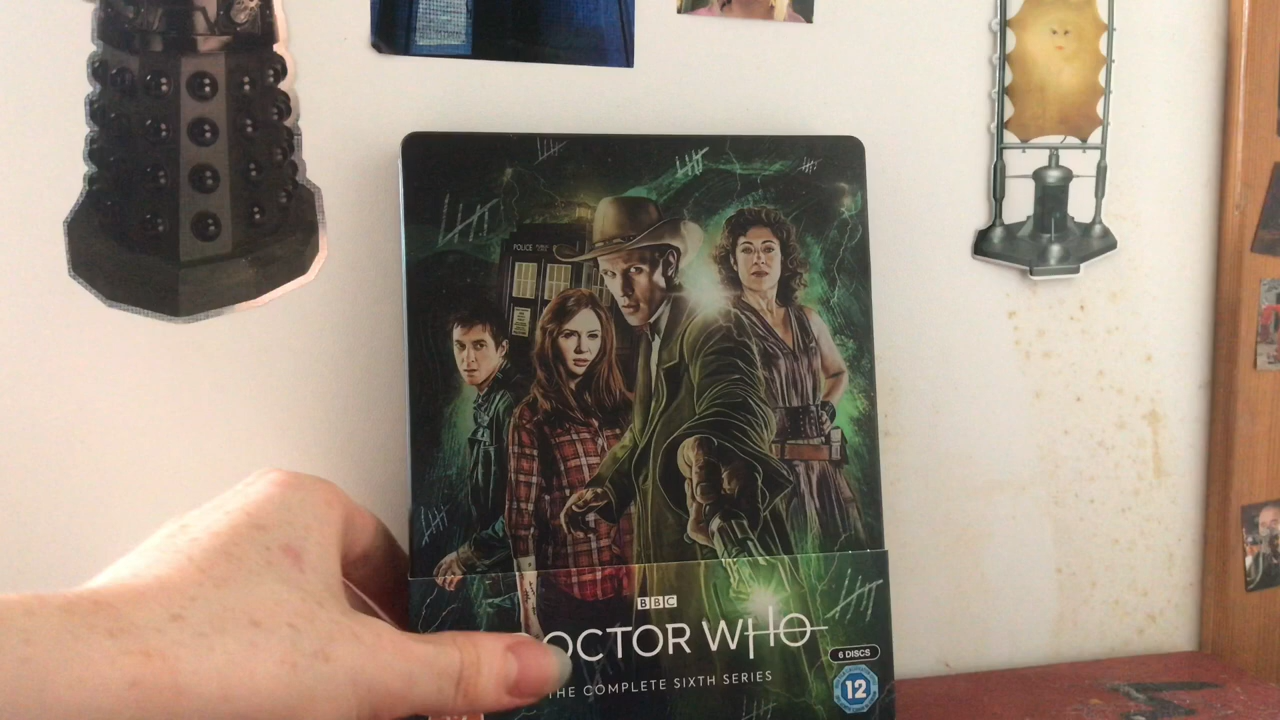 POLICE
BBC
DOCTOR WHO
6 DISCS
THE COMPLETE SIXTH SERIES
12